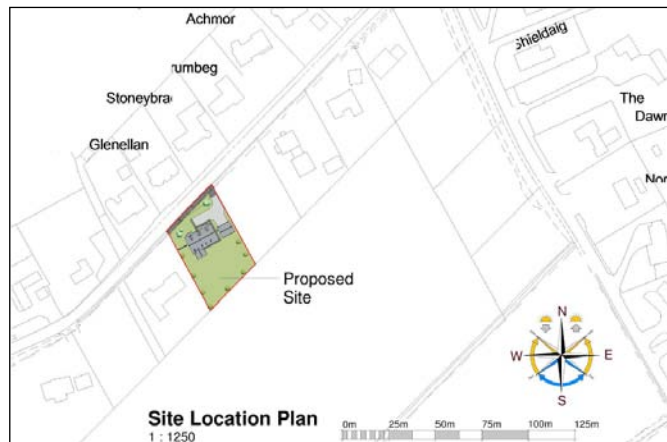 Achmor
Shieldaig
rumbeg
Stoneybra
Glenellan
The
Dawn
Nor
Proposed
Site
N
W
E
S
Site Location Plan
1 : 1250
0m 25m 50m 75m 100m 125m